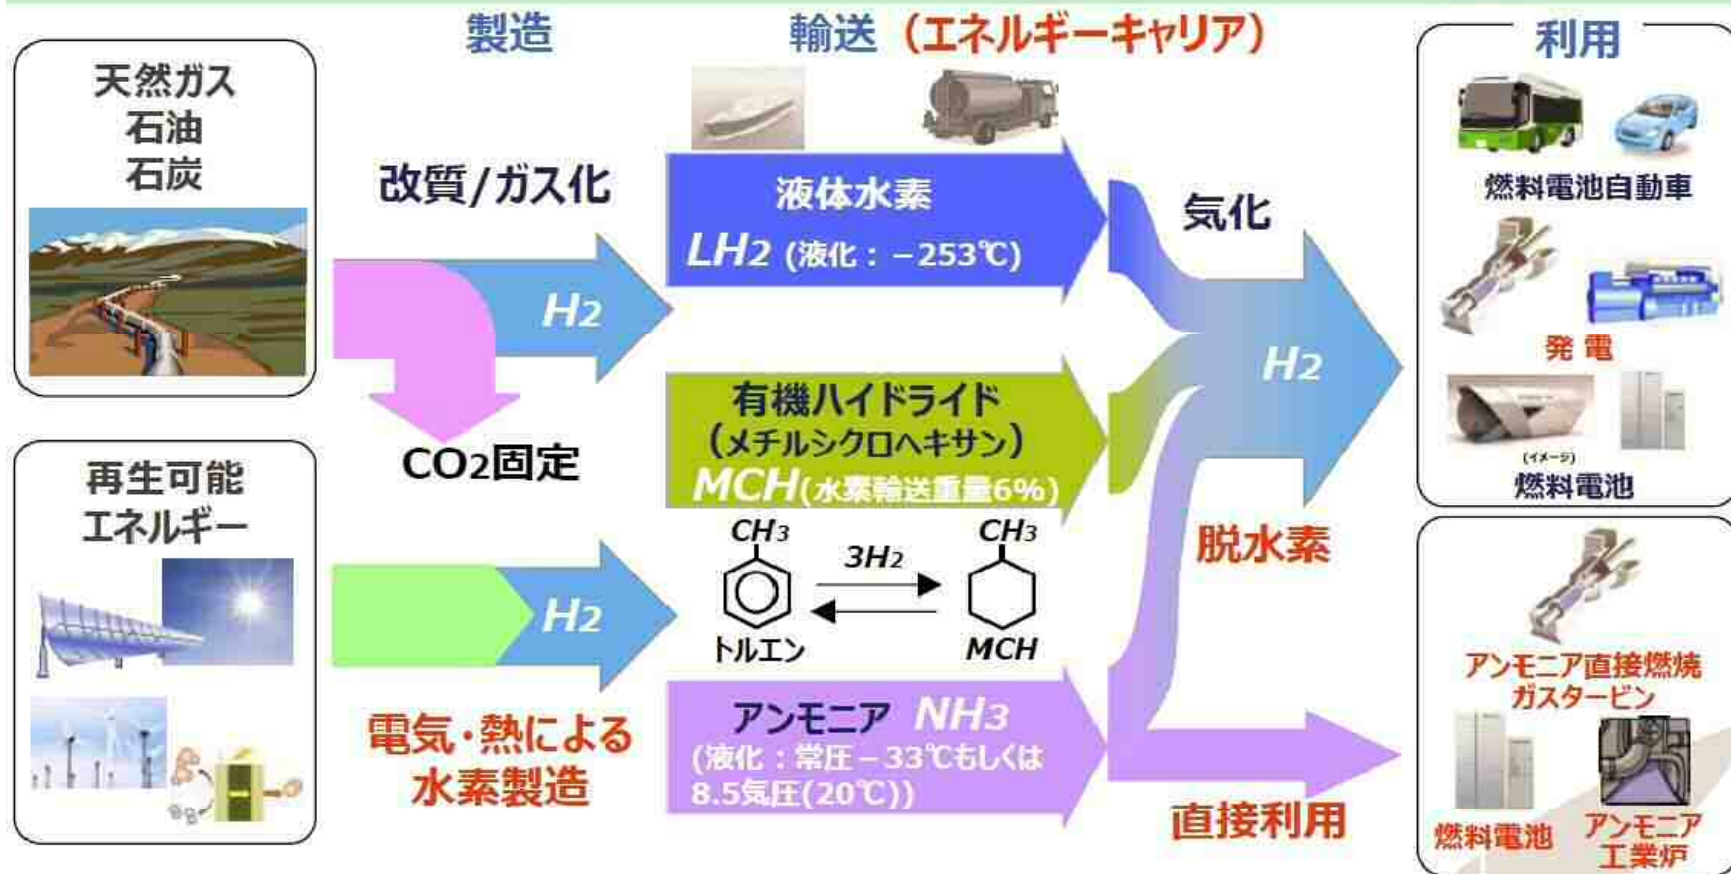 製造
輸送（エネルギーキャリア）
利用
天然ガス
石油
石炭
改質/ガス化
H2
CO2固定
再生可能
エネルギー
H2
電気・熱による
水素製造
液体水素
LH2 (液化：－253℃)
有機ハイドライド
（メチルシクロヘキサン）
MCH(水素輸送重量6%)
CH3
3H2
CH3
トルエン
MCH
アンモニア NH3
(液化：常圧－33℃もしくは
8.5気圧(20℃))
気化
H2
脱水素
直接利用
燃料電池自動車
発電
(イメージ)
燃料電池
アンモニア直接燃焼
ガスタービン
燃料電池
アンモニア
工業炉